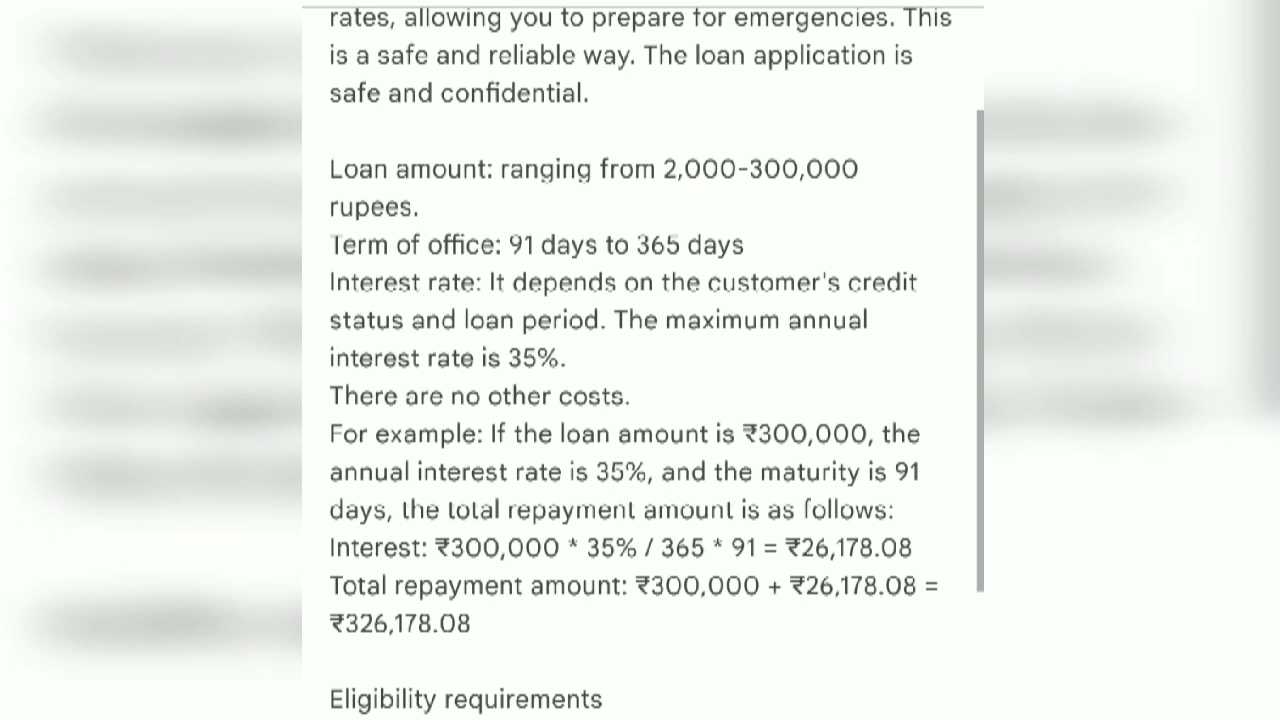 rates, allowing you to prepare for emergencies. This
is a safe and reliable way. The loan application is
safe and confidential.
Loan amount: ranging from 2,000-300,000
rupees.
Term of office: 91 days to 365 days
Interest rate: It depends on the customer's credit
status and loan period. The maximum annual
interest rate is 35%.
There are no other costs.
For example: If the loan amount is ₹300,000, the
annual interest rate is 35%, and the maturity is 91
days, the total repayment amount is as follows:
Interest: ₹300,000 * 35% / 365 * 91 = ₹26,178.08
Total repayment amount: ₹300,000 + ₹26,178.08 =
₹326,178.08
Eligibility requirements